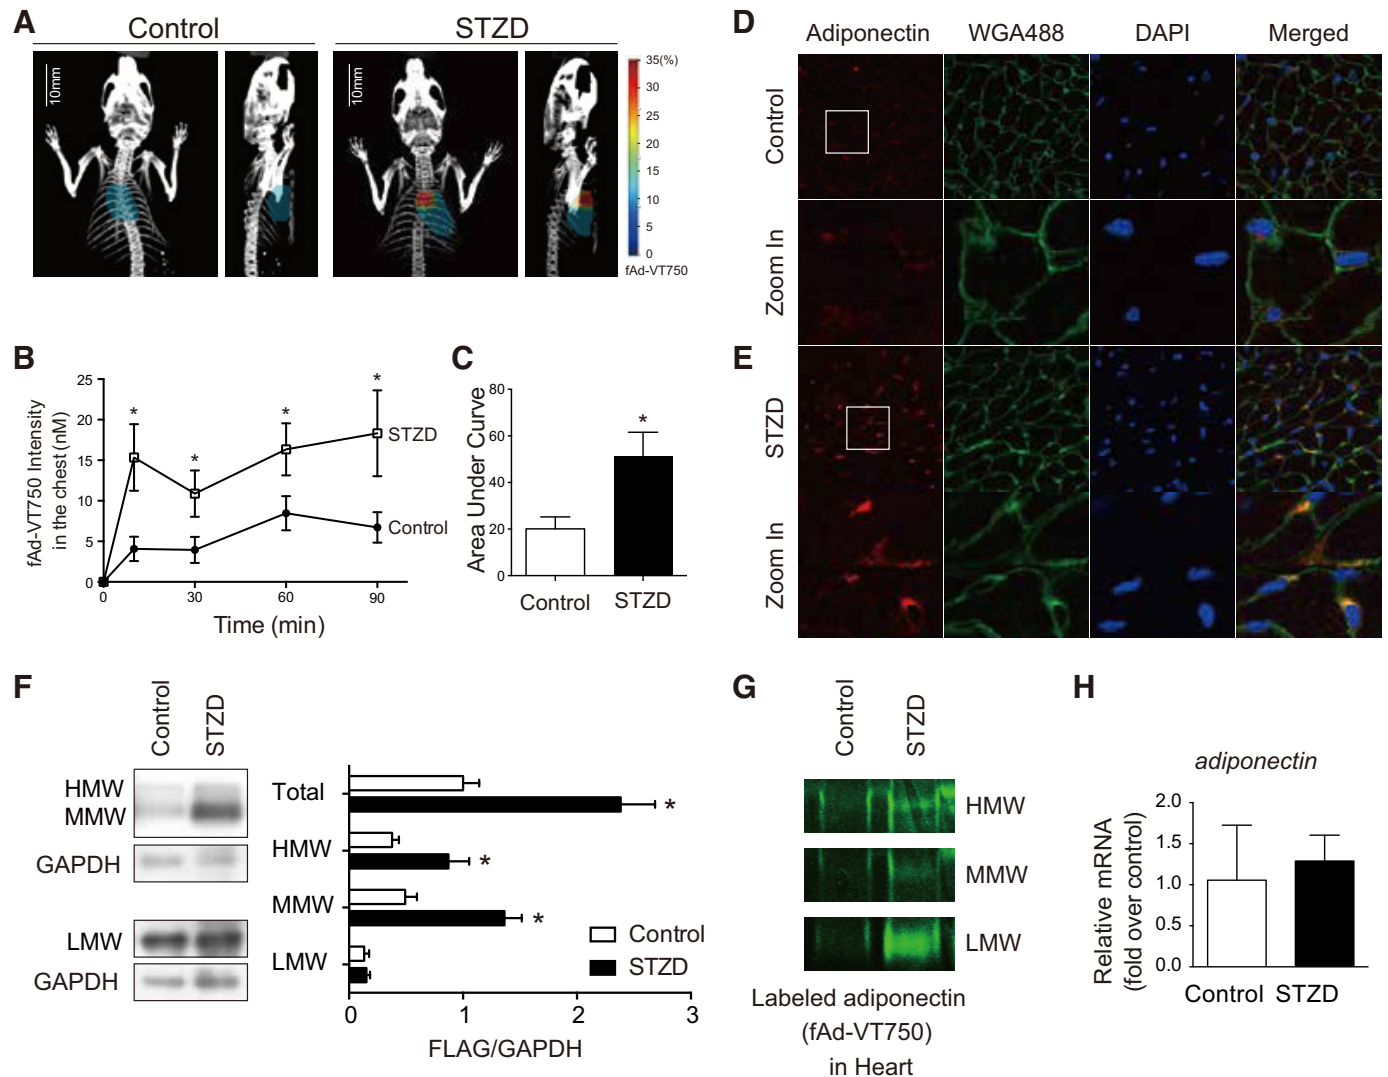 A
Control
STZD
10mm
10mm
35(%)
30
25
20
15
10
5
0
fAd-VT750
B
25
20
15
10
5
0
fAd-VT750 Intensity
in the chest (nM)
*
*
*
*
STZD
Control
0
30
60
90
Time (min)
C
80
60
40
20
0
Area Under Curve
*
Control
STZD
D
Adiponectin
WGA488
DAPI
Merged
Control
Zoom In
E
STZD
Zoom In
F
Control
STZD
HMW
MMW
GAPDH
LMW
GAPDH
Total
*
HMW
*
MMW
*
LMW
Control
STZD
0
1
2
3
FLAG/GAPDH
G
Control
STZD
HMW
MMW
LMW
Labeled adiponectin
(fAd-VT750)
in Heart
H
adiponectin
2.0
1.5
1.0
0.5
0.0
Relative mRNA
(fold over control)
Control
STZD